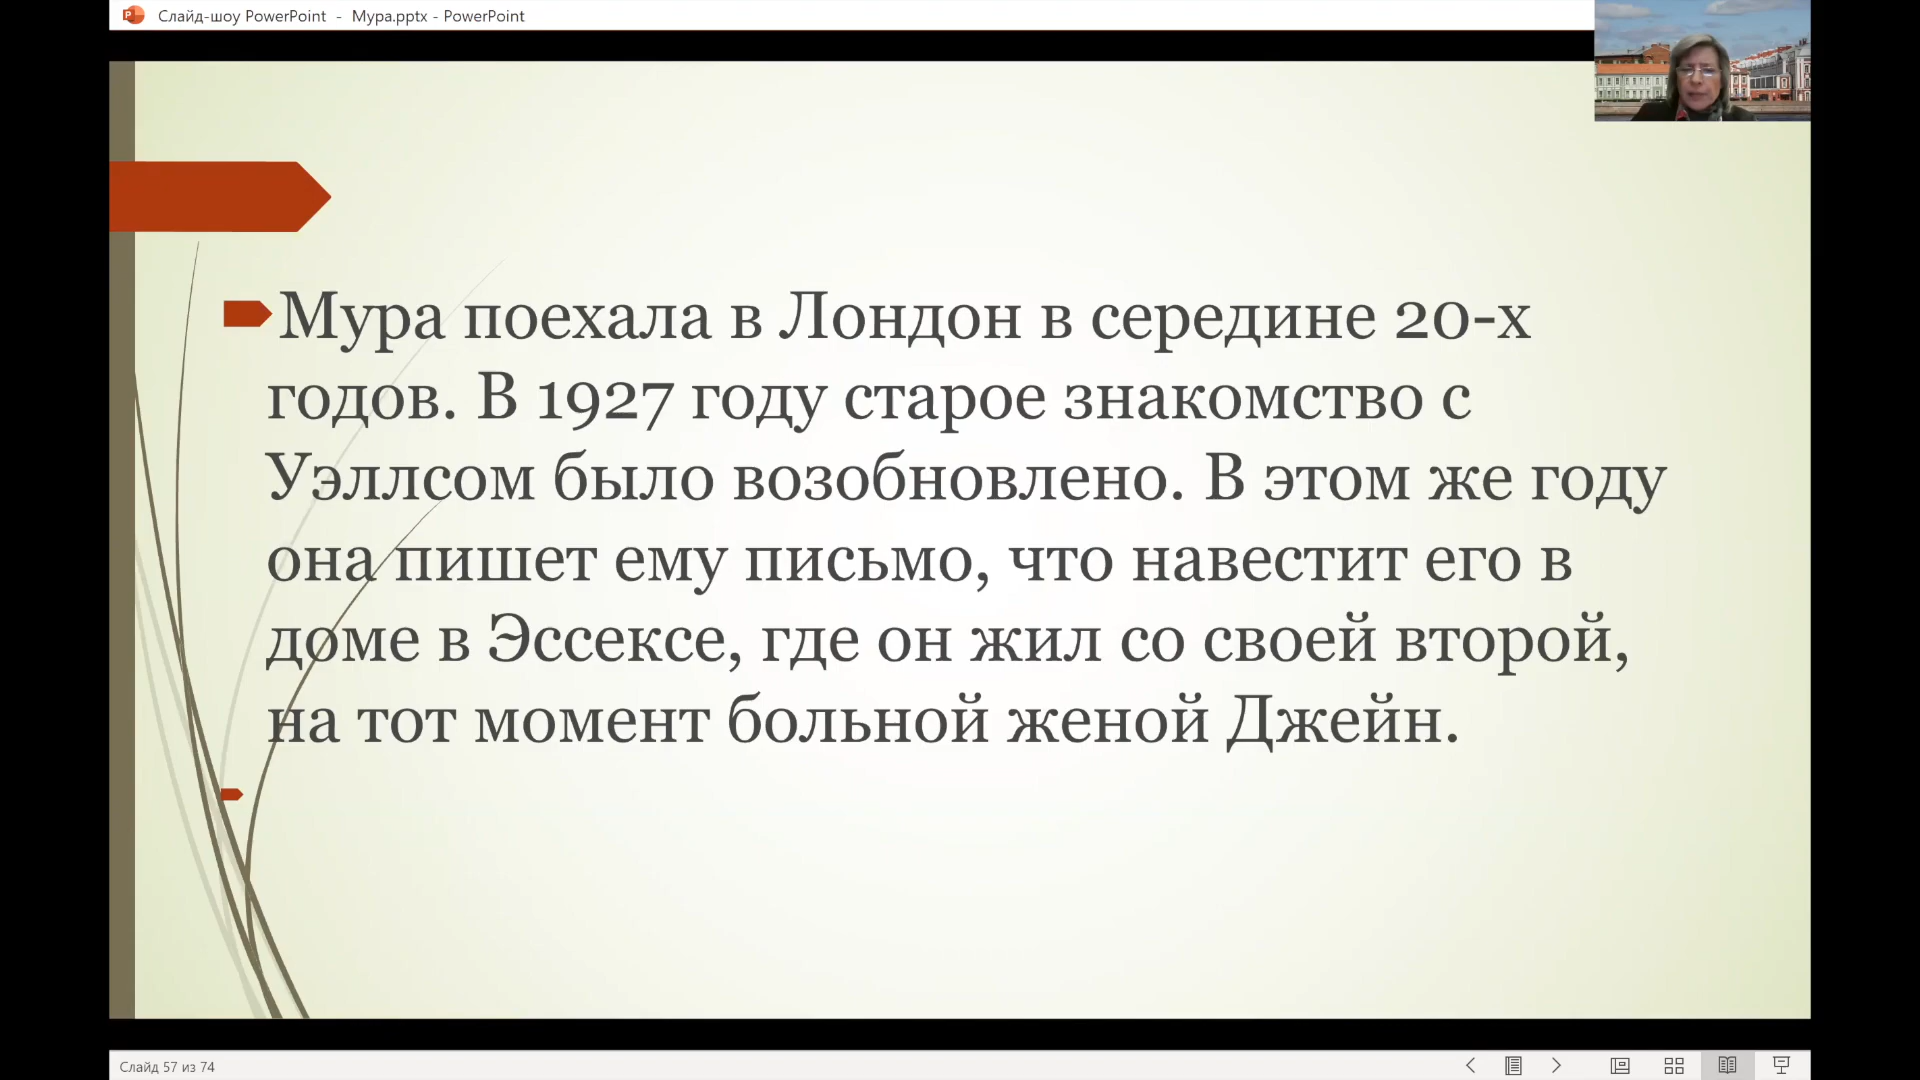 Слайд-шоу PowerPoint - Мура.pptx - PowerPoint
Мура поехала в Лондон в середине 20-х
годов. В 1927 году старое знакомство с
Уэллсом было возобновлено. В этом же году
она пишет ему письмо, что навестит его в
доме в Эссексе, где он жил со своей второй,
на тот момент больной женой Джейн.
Слайд 57 из 74